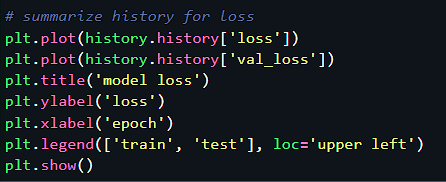 # summarize history for loss
plt.plot(history.history['loss'])
plt.plot(history.history['val_loss'])
plt.title('model loss')
plt.ylabel('loss')
plt.xlabel('epoch')
plt.legend(['train', 'test'], loc='upper left')
plt.show()